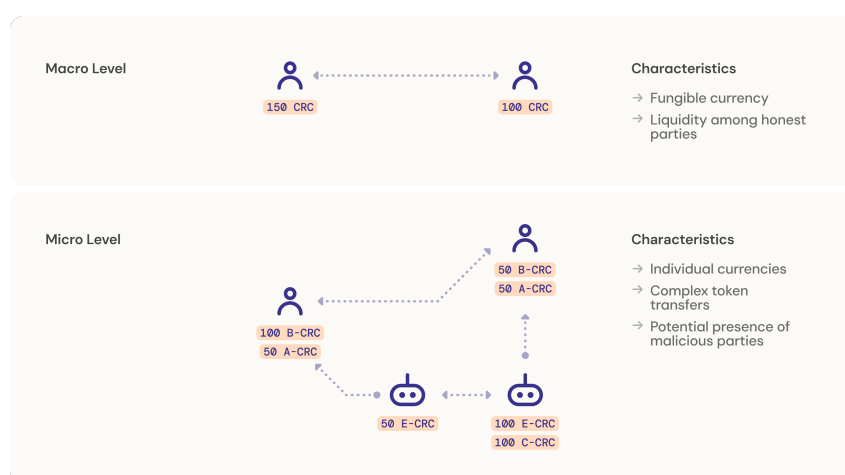 Macro Level
150 CRC
100 CRC
Characteristics
Fungible currency
Liquidity among honest
parties
Micro Level
50 B-CRC
50 A-CRC
100 B-CRC
50 A-CRC
50 E-CRC
100 E-CRC
100 C-CRC
Characteristics
Individual currencies
Complex token
transfers
Potential presence of
malicious parties